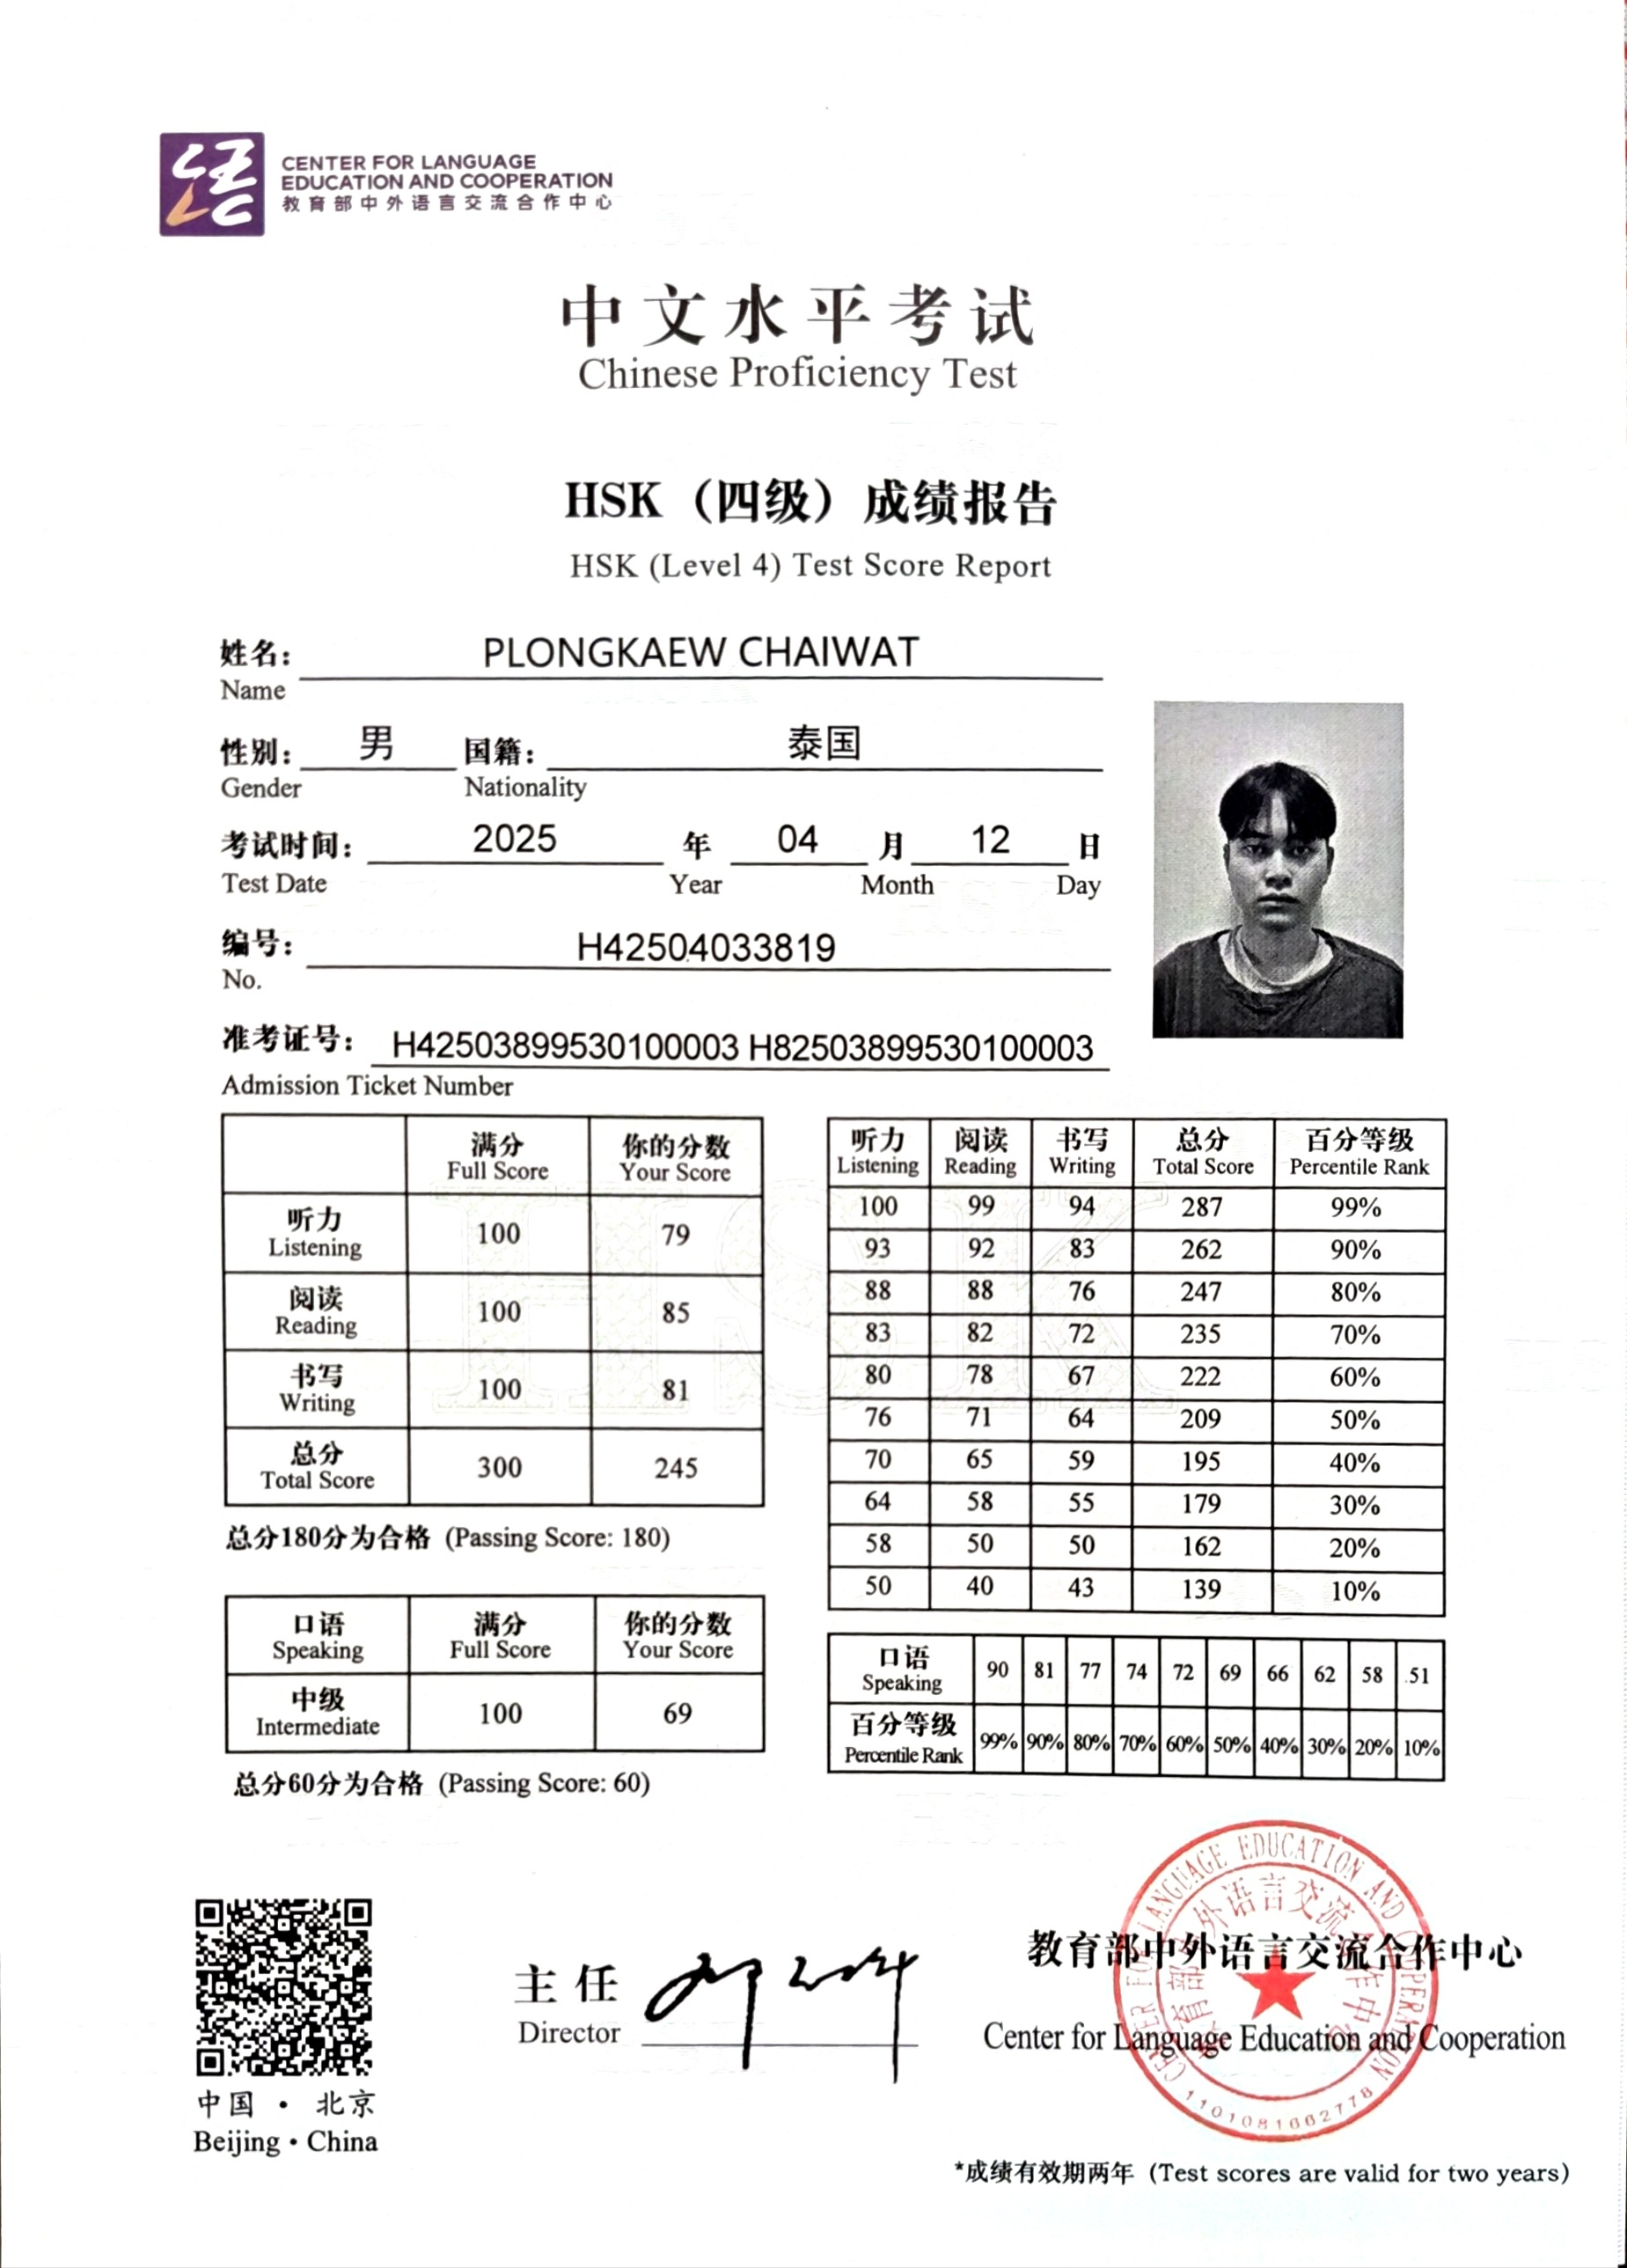 CENTER FOR LANGUAGE
EDUCATION AND COOPERATION
教育部中外语言交流合作中心
中文水平考试
Chinese Proficiency Test
HSK（四级）成绩报告
HSK (Level 4) Test Score Report
姓名： PLONGKAEW CHAIWAT
Name
性别： 男 国籍： 泰国
Gender Nationality
考试时间： 2025 年 04 月 12 日
Test Date Year Month Day
编号： H42504033819
No.
准考证号： H42503899530100003 H82503899530100003
Admission Ticket Number
满分 你的分数
Full Score Your Score
听力 100 79
Listening
阅读 100 85
Reading
书写 100 81
Writing
总分 300 245
Total Score
总分180分为合格 (Passing Score: 180)
口语 满分 你的分数
Speaking Full Score Your Score
中级 100 69
Intermediate
总分60分为合格 (Passing Score: 60)
听力 阅读 书写 总分 百分等级
Listening Reading Writing Total Score Percentile Rank
100 99 94 287 99%
93 92 83 262 90%
88 88 76 247 80%
83 82 72 235 70%
80 78 67 222 60%
76 71 64 209 50%
70 65 59 195 40%
64 58 55 179 30%
58 50 50 162 20%
50 40 43 139 10%
口语 90 81 77 74 72 69 66 62 58 51
Speaking
百分等级 99% 90% 80% 70% 60% 50% 40% 30% 20% 10%
Percentile Rank
中国·北京
Beijing·China
主任
Director
教育部中外语言交流合作中心
Center for Language Education and Cooperation
CENTER FOR LANGUAGE EDUCATION AND COOPERATION
教育部中外语言交流合作中心
1101081662778
*成绩有效期两年 (Test scores are valid for two years)